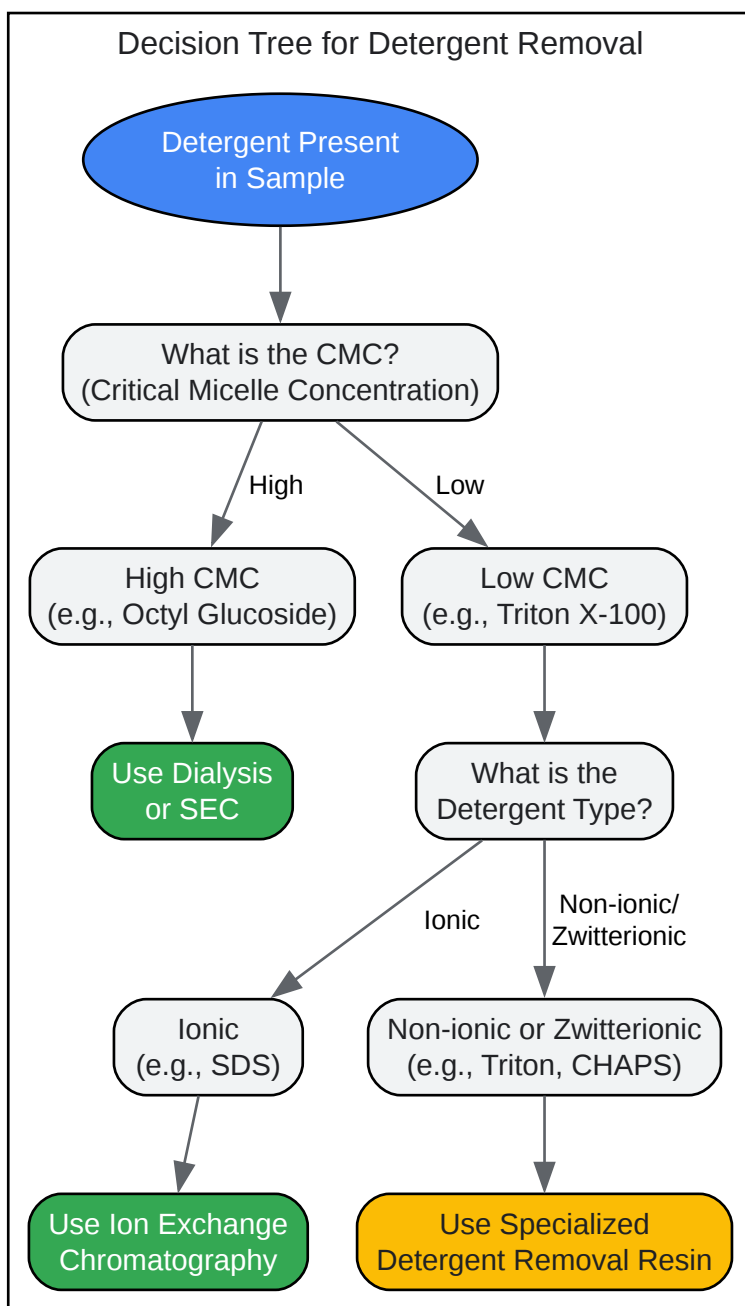 Decision Tree for Detergent Removal
Detergent Present
in Sample
What is the CMC?
(Critical Micelle Concentration)
High
Low
High CMC
(e.g., Octyl Glucoside)
Low CMC
(e.g., Triton X-100)
Use Dialysis
or SEC
What is the
Detergent Type?
Ionic
Non-ionic/
Zwitterionic
Ionic
(e.g., SDS)
Non-ionic or Zwitterionic
(e.g., Triton, CHAPS)
Use Ion Exchange
Chromatography
Use Specialized
Detergent Removal Resin